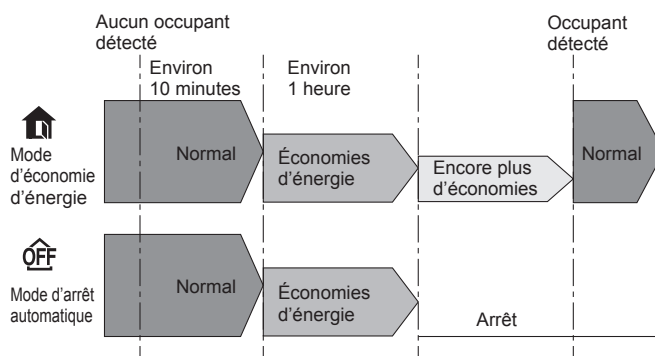 Aucun occupant
détecté
Occupant
détecté
Environ
10 minutes
Environ
1 heure
Mode
d'économie
d'énergie
Normal
Économies
d'énergie
Encore plus
d'économies
Normal
OFF
Mode d'arrêt
automatique
Normal
Économies
d'énergie
Arrêt